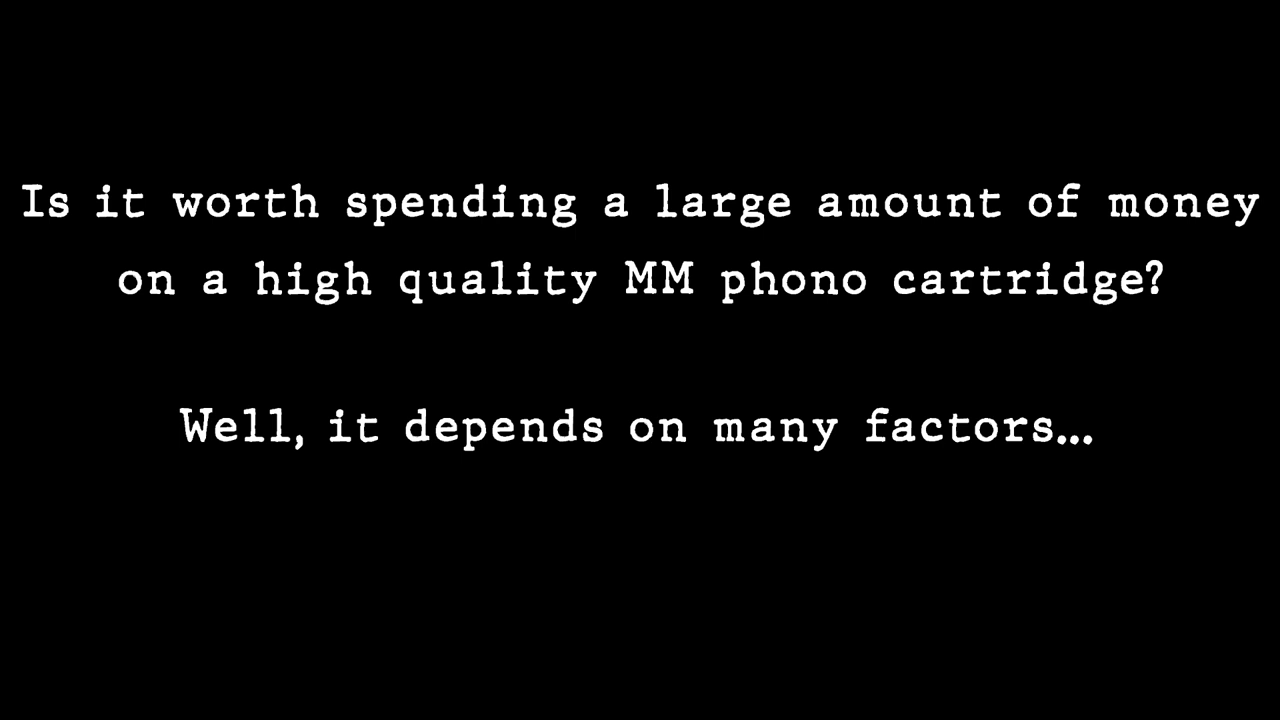 Is it worth spending a large amount of money
on a high quality MM phono cartridge?
Well, it depends on many factors...